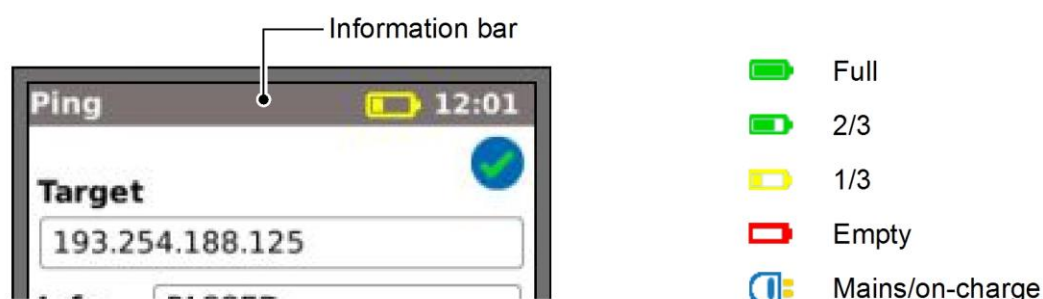 Information bar
Ping 12:01
Target
193.254.188.125
Full
2/3
1/3
Empty
Mains/on-charge